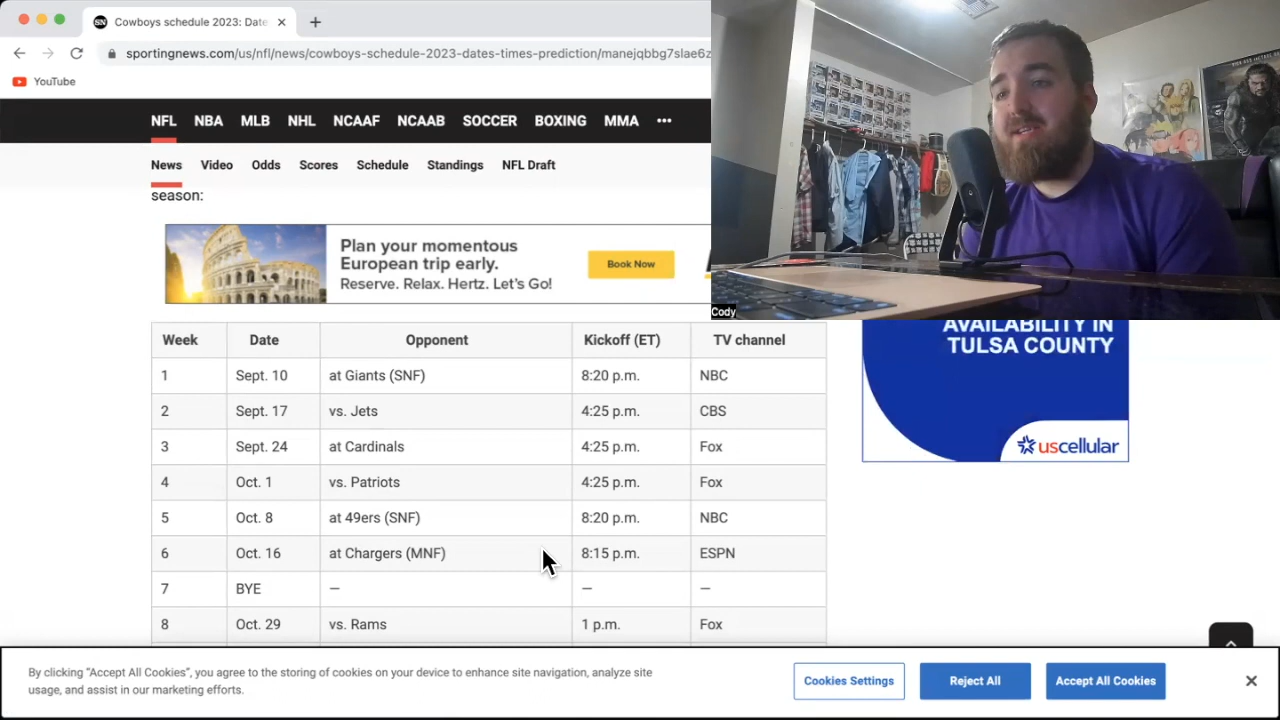 Cowboys schedule 2023: Date
sportingnews.com/us/nfl/news/cowboys-schedule-2023-dates-times-prediction/manejqbbg7slae6z
YouTube
NFL NBA MLB NHL NCAAF NCAAB SOCCER BOXING MMA •••
News Video Odds Scores Schedule Standings NFL Draft
season:
Plan your momentous
European trip early.
Reserve. Relax. Hertz. Let's Go!
Book Now
Cody
AVAILABILITY IN
TULSA COUNTY
uscellular
Week Date Opponent Kickoff (ET) TV channel
1 Sept. 10 at Giants (SNF) 8:20 p.m. NBC
2 Sept. 17 vs. Jets 4:25 p.m. CBS
3 Sept. 24 at Cardinals 4:25 p.m. Fox
4 Oct. 1 vs. Patriots 4:25 p.m. Fox
5 Oct. 8 at 49ers (SNF) 8:20 p.m. NBC
6 Oct. 16 at Chargers (MNF) 8:15 p.m. ESPN
7 BYE — — —
8 Oct. 29 vs. Rams 1 p.m. Fox
By clicking “Accept All Cookies”, you agree to the storing of cookies on your device to enhance site navigation, analyze site
usage, and assist in our marketing efforts.
Cookies Settings
Reject All
Accept All Cookies